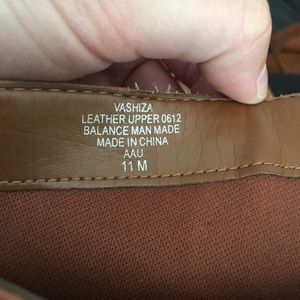 VASHIZA
LEATHER UPPER 0612
BALANCE MAN MADE
MADE IN CHINA
AAU
11 M